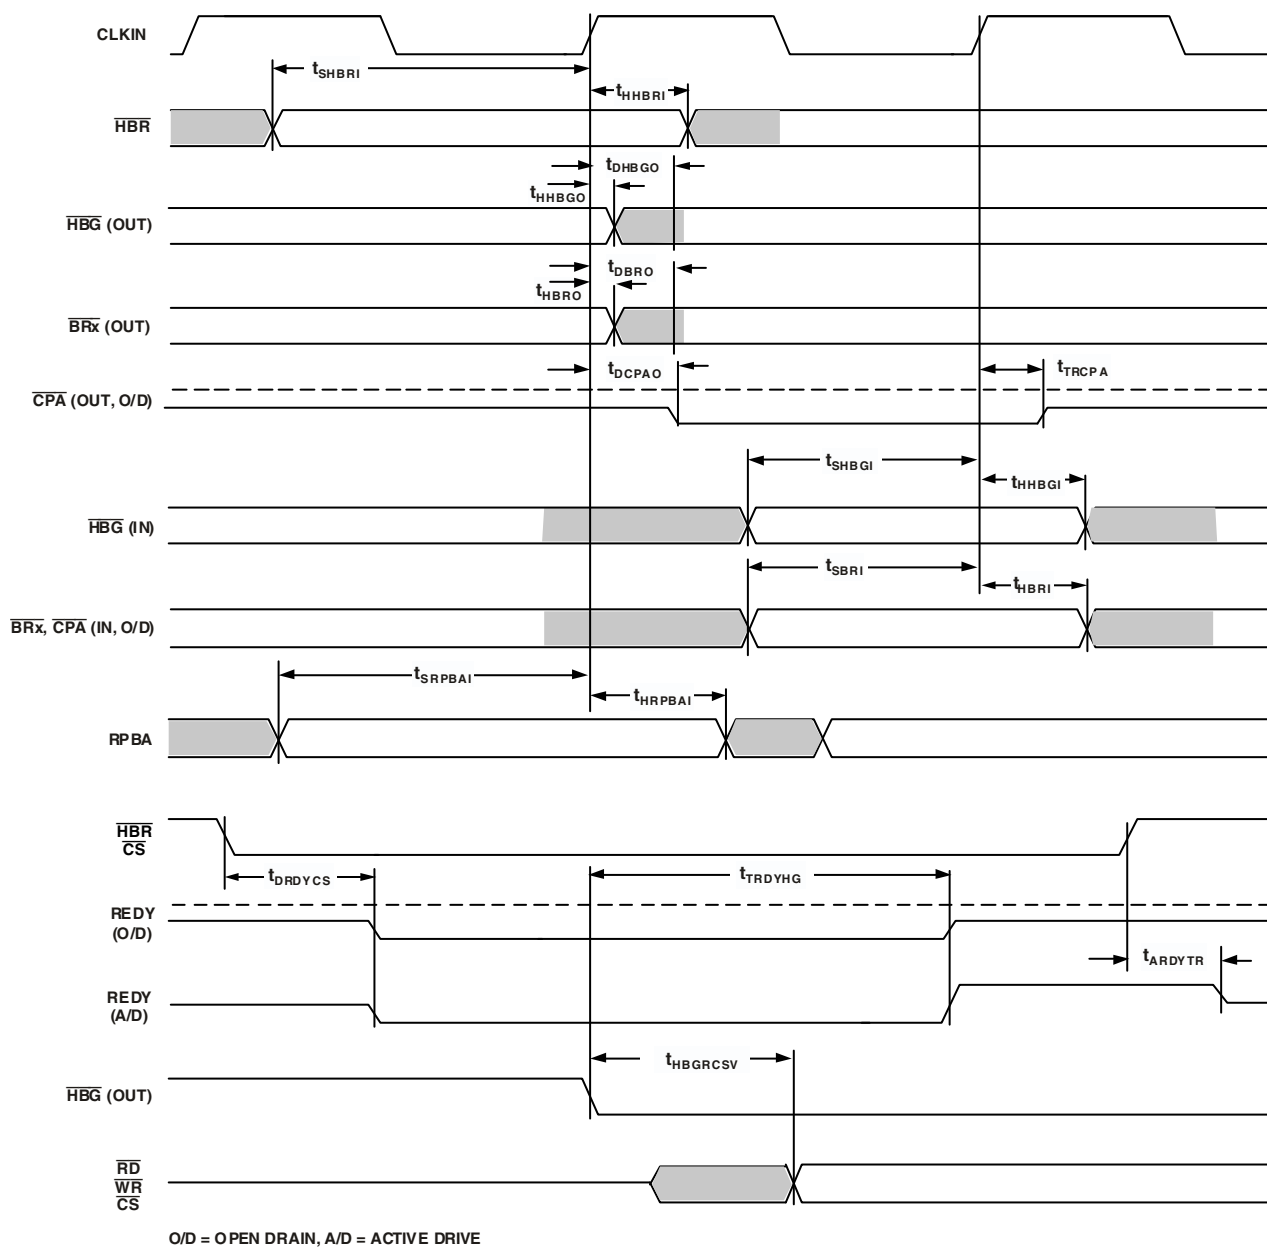 CLKIN
tSHBRI
tHHBRI
HBR
tDHBGO
tHHBGO
HBG (OUT)
tDBRO
tHBRO
BRx (OUT)
tDCPAO
tTRCPA
CPA (OUT, O/D)
tSHBGI
tHHBGI
HBG (IN)
tSBRI
tHBRI
BRx, CPA (IN, O/D)
tSRPBAI
tHRPBAI
RPBA
HBR
CS
tDRDYCS
tTRDYHG
REDY
(O/D)
tARDYTR
REDY
(A/D)
tHBGRCSV
HBG (OUT)
RD
WR
CS
O/D = OPEN DRAIN, A/D = ACTIVE DRIVE